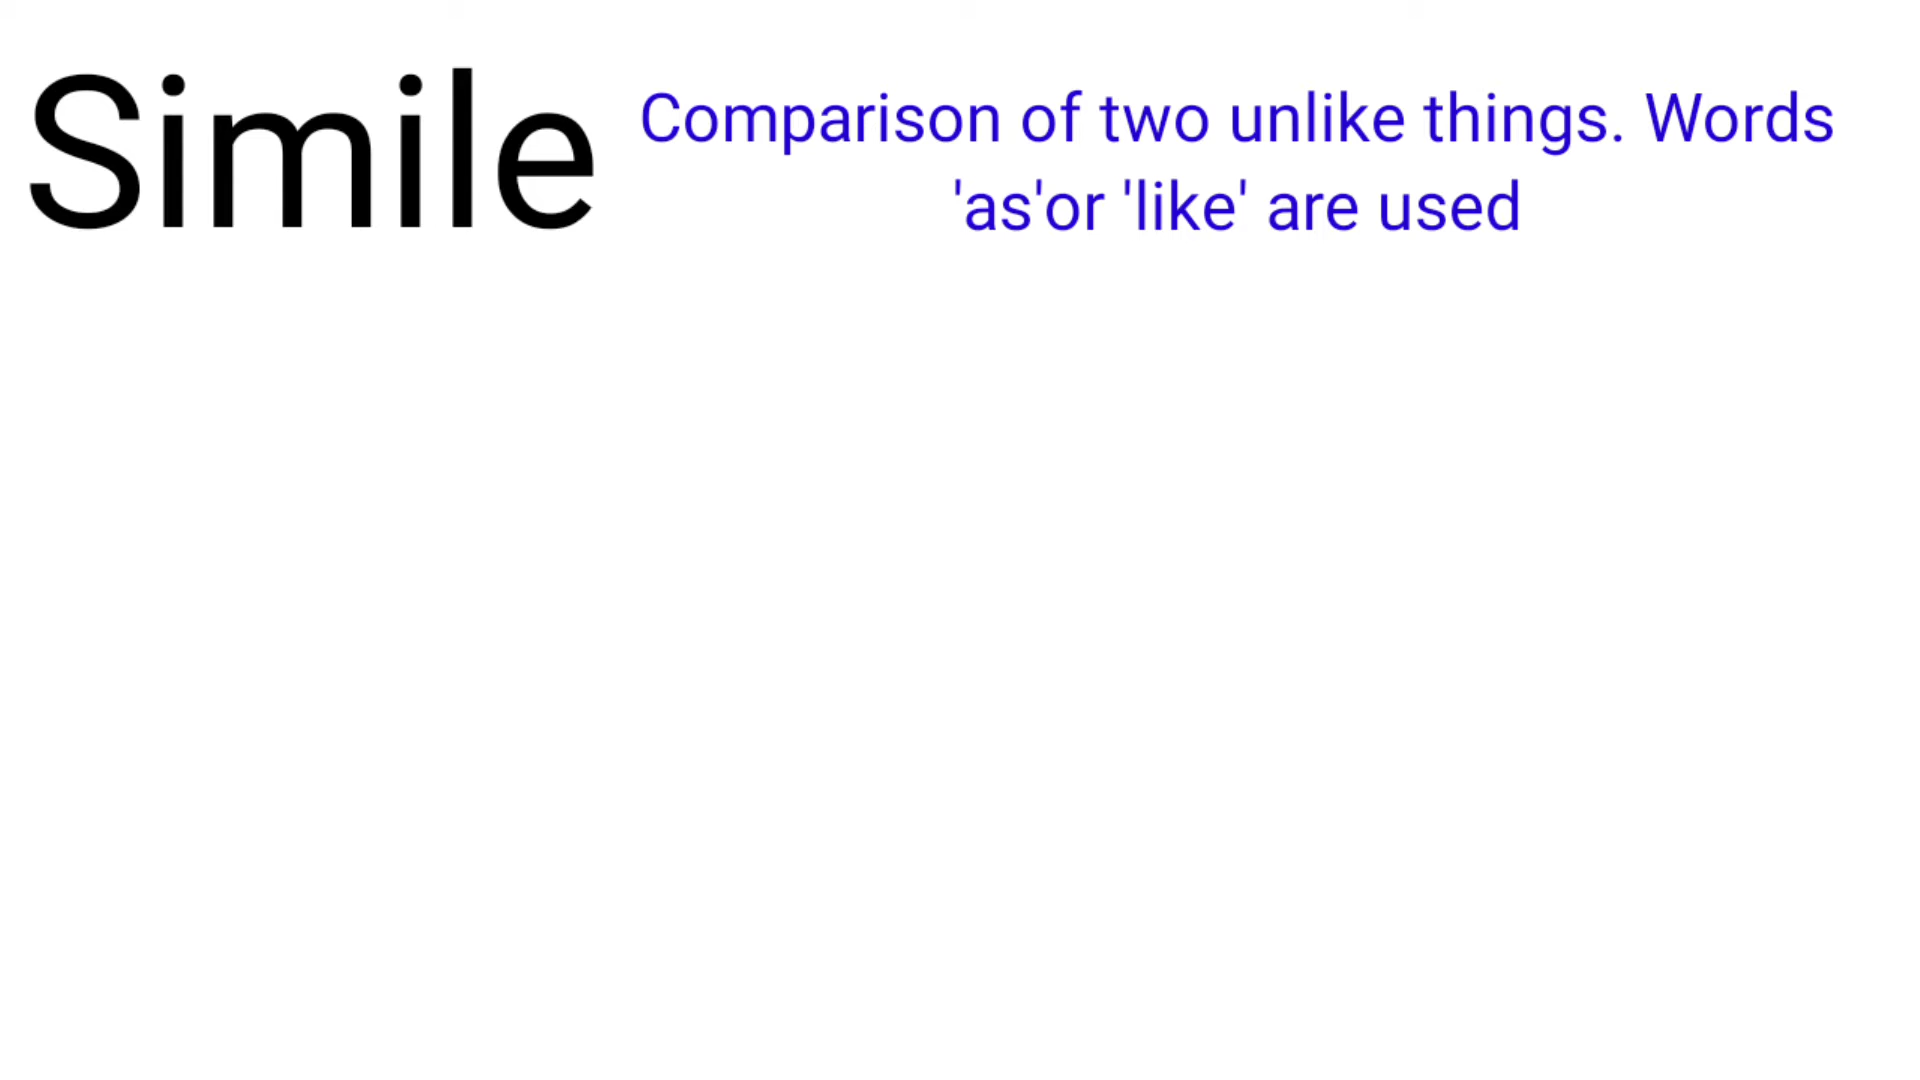 Simile
Comparison of two unlike things. Words
'as'or 'like' are used